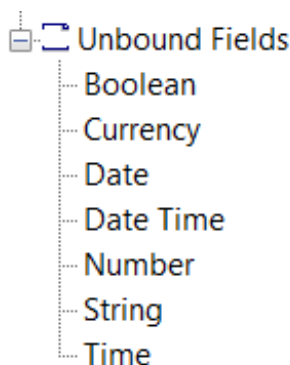 Unbound Fields
Boolean
Currency
Date
Date Time
Number
String
Time